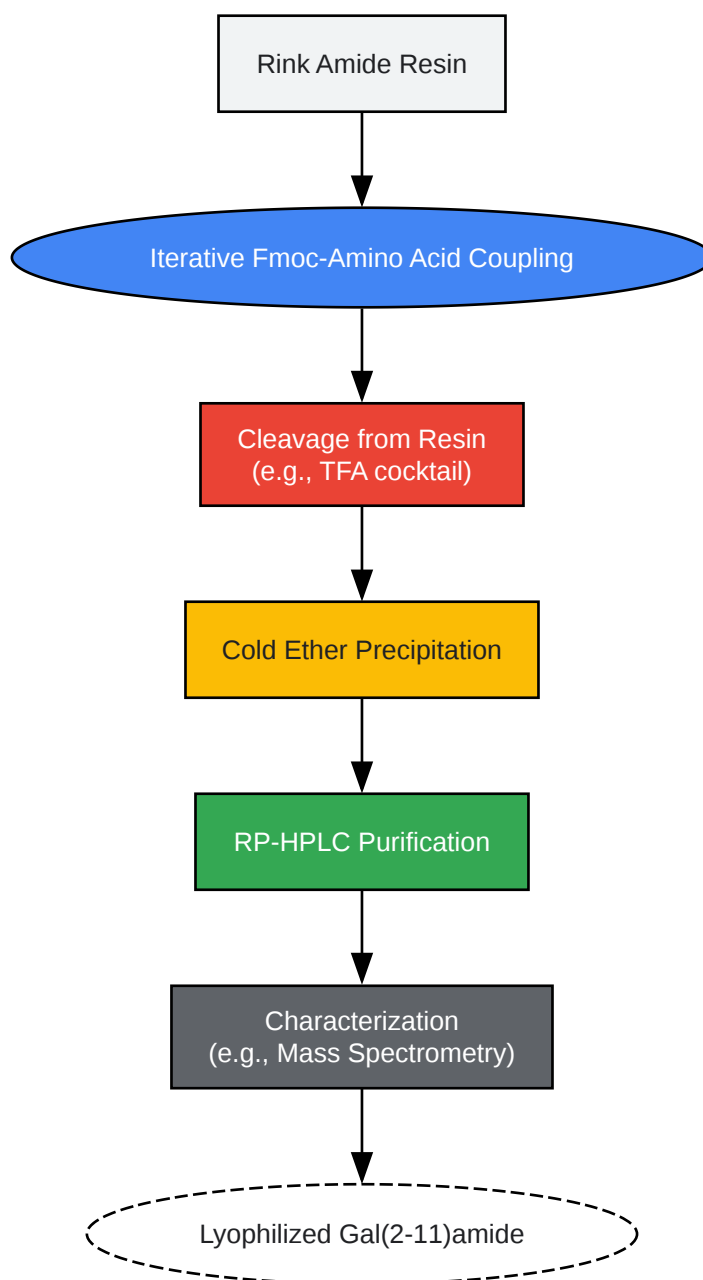 Rink Amide Resin
Iterative Fmoc-Amino Acid Coupling
Cleavage from Resin
(e.g., TFA cocktail)
Cold Ether Precipitation
RP-HPLC Purification
Characterization
(e.g., Mass Spectrometry)
Lyophilized Gal(2-11)amide